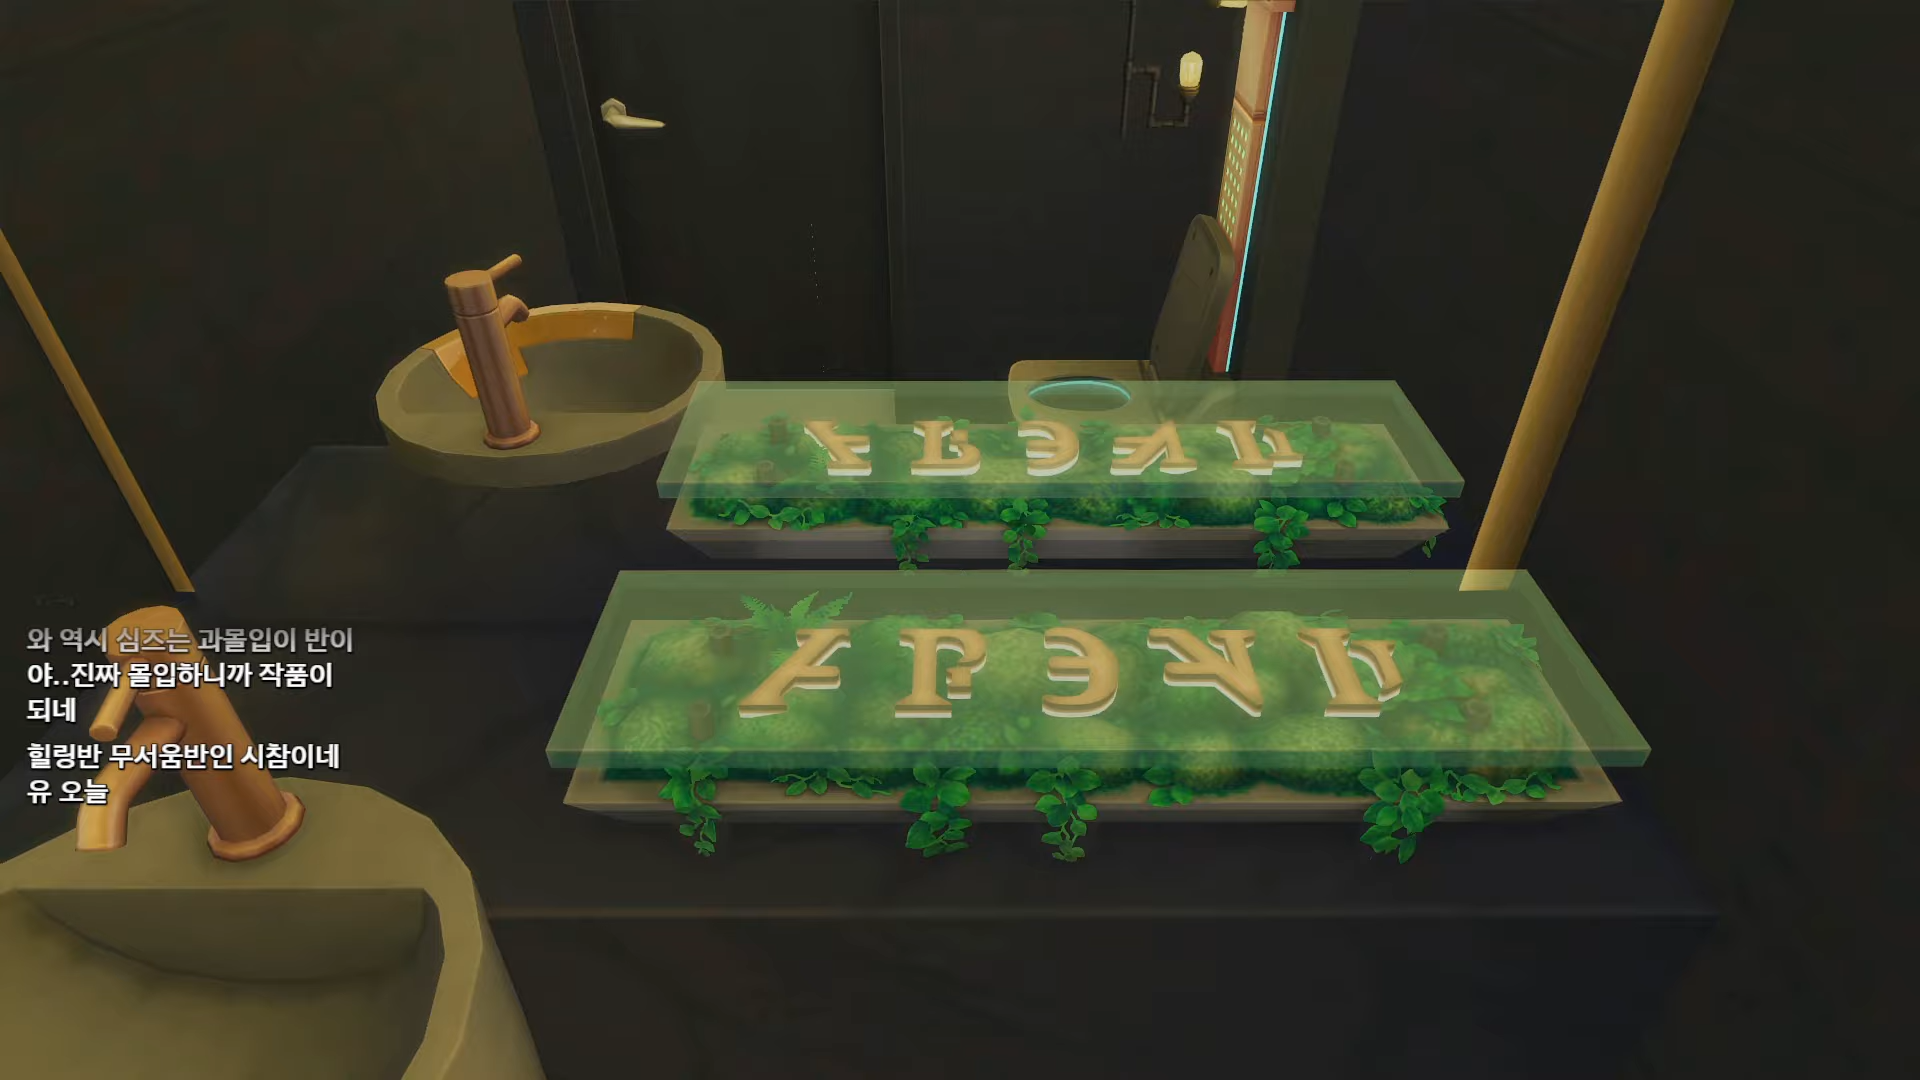 와 역시 심즈는 과몰입이 반이
야..진짜 몰입하니까 작품이
되네
힐링반 무서움반인 시참이네
유 오늘